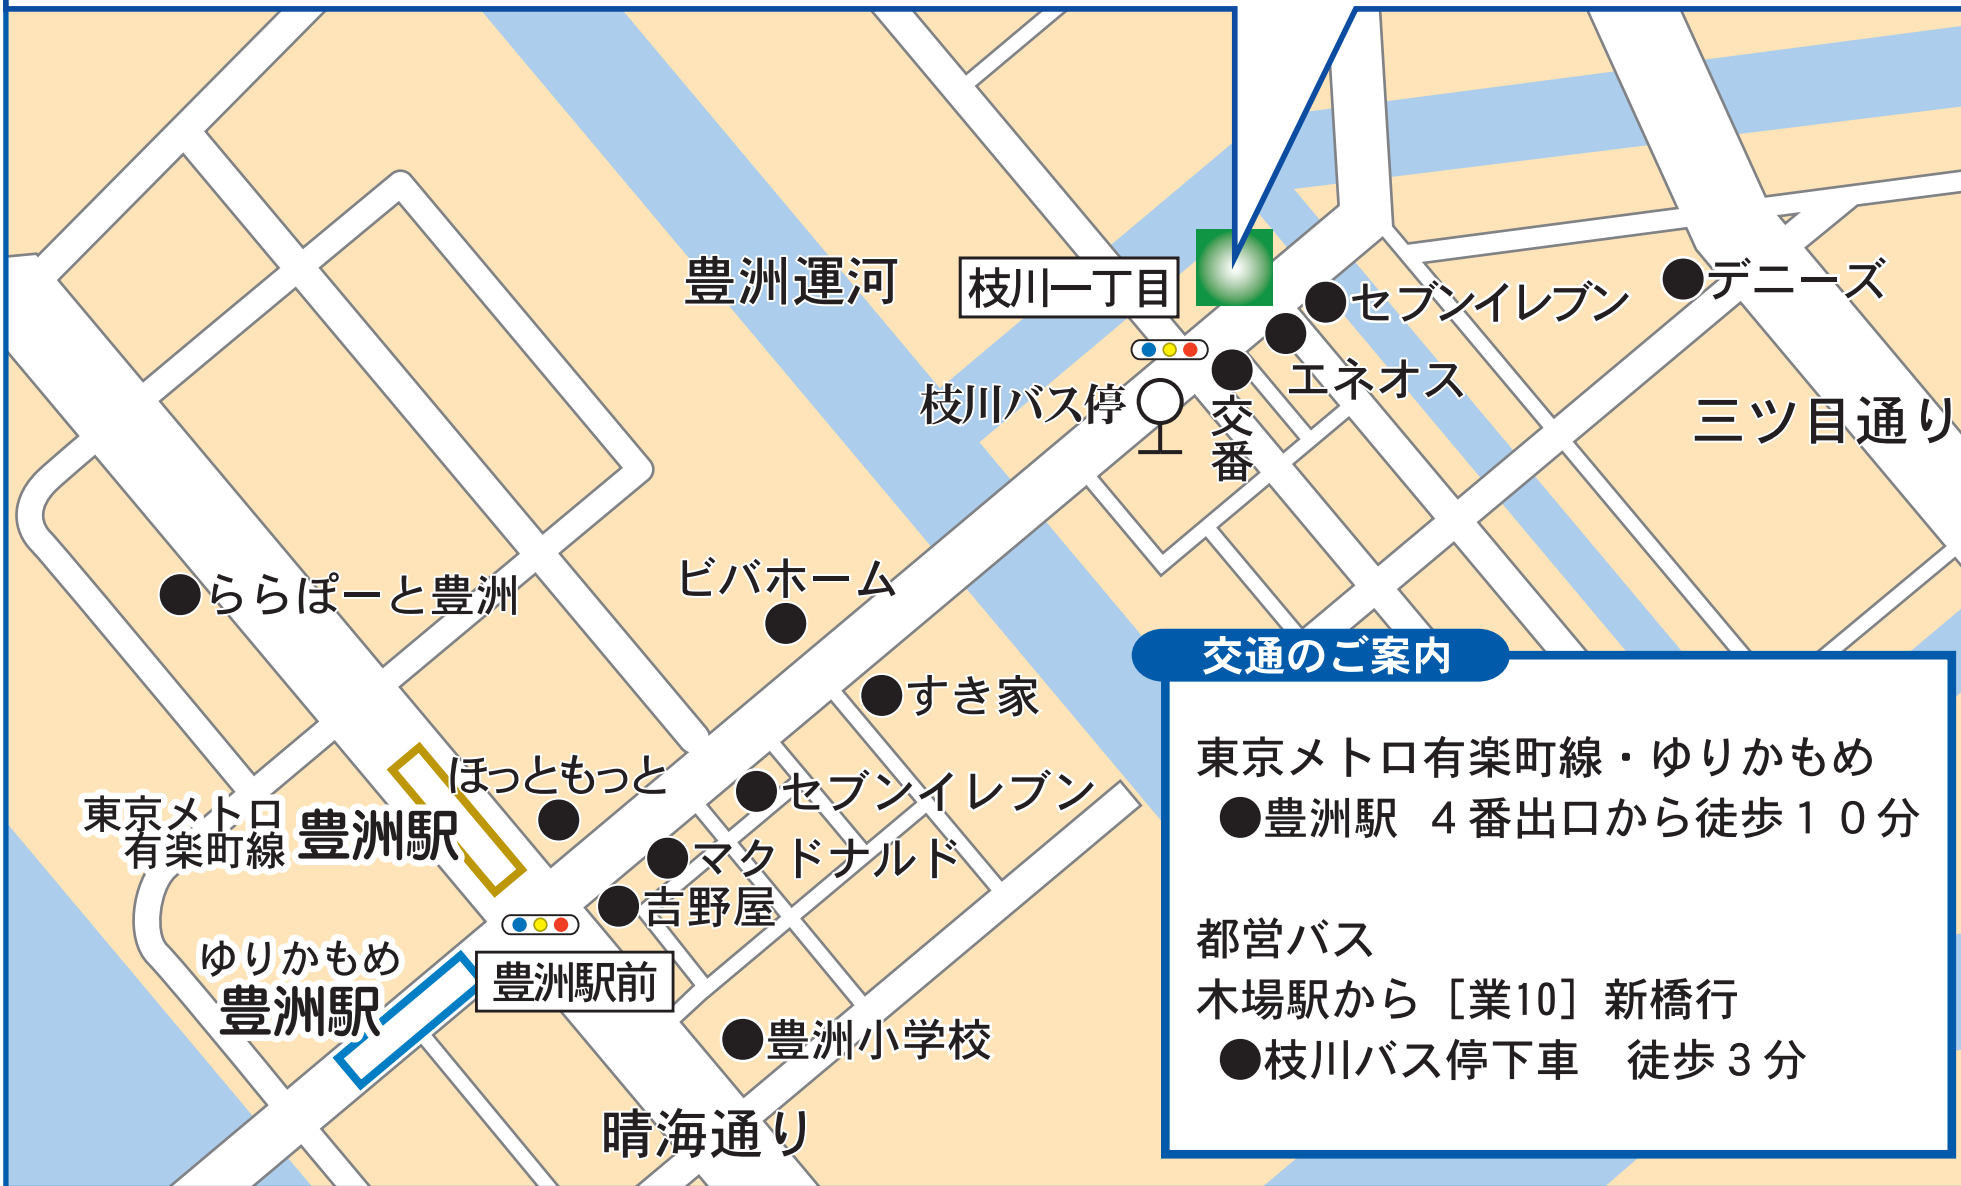 豊洲運河
枝川一丁目
セブンイレブン
デニーズ
エネオス
枝川バス停
交番
三ツ目通り
ららぽーと豊洲
ビバホーム
すき家
ほっともっと
セブンイレブン
東京メトロ
有楽町線
豊洲駅
マクドナルド
吉野屋
ゆりかもめ
豊洲駅
豊洲駅前
豊洲小学校
晴海通り
交通のご案内
東京メトロ有楽町線・ゆりかもめ
●豊洲駅 4番出口から徒歩10分
都営バス
木場駅から［業10］新橋行
●枝川バス停下車 徒歩3分